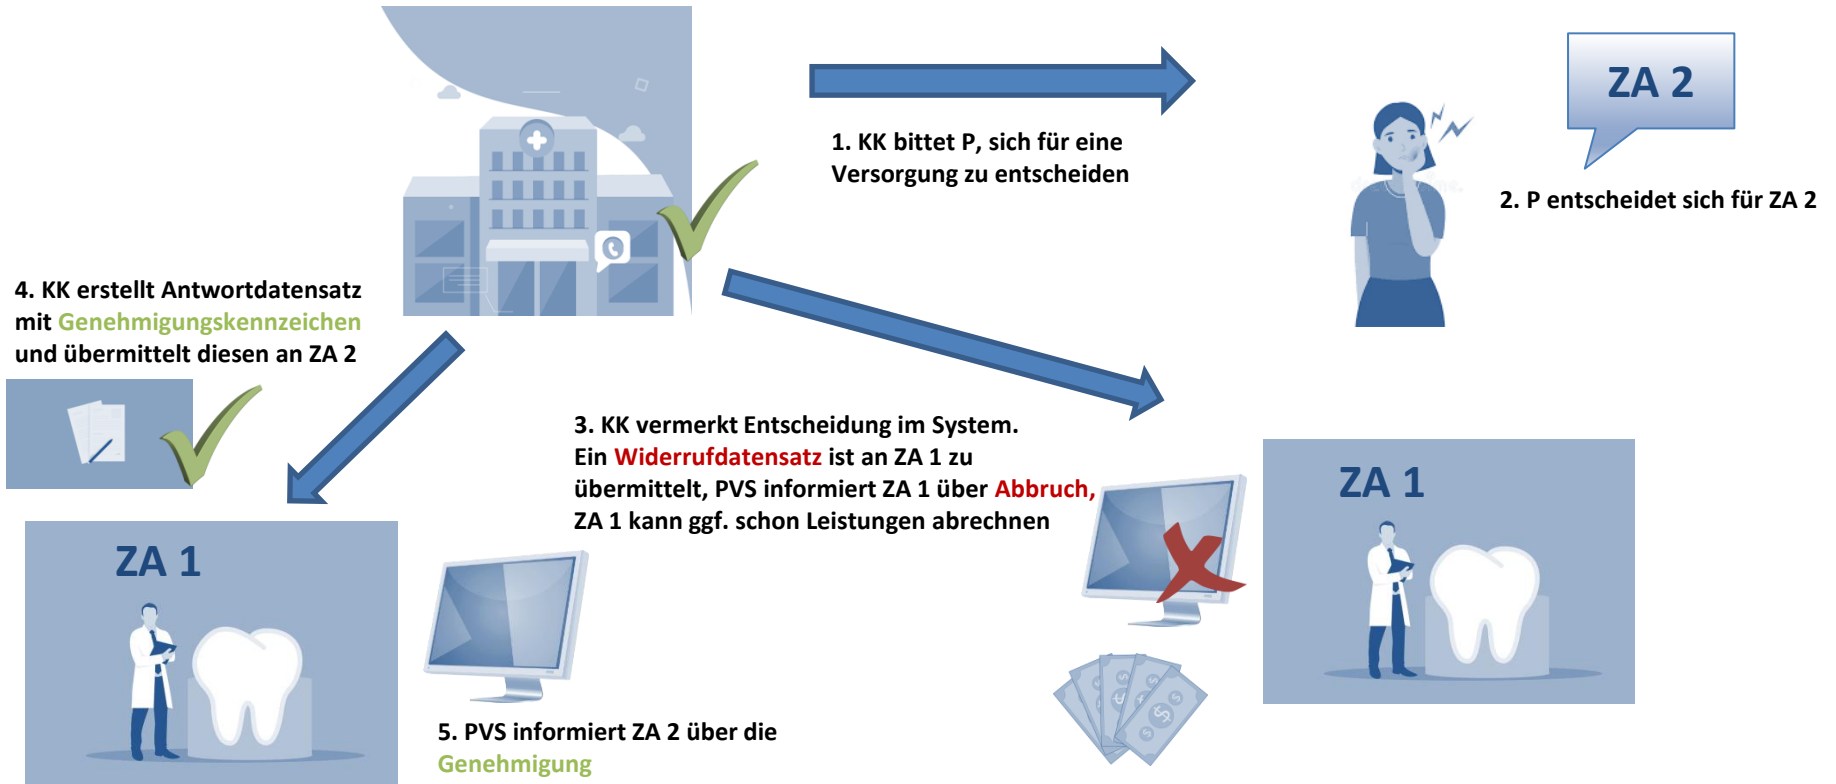 ZA 2
1. KK bittet P, sich für eine
Versorgung zu entscheiden
2. P entscheidet sich für ZA 2
4. KK erstellt Antwortdatensatz
mit Genehmigungskennzeichen
und übermittelt diesen an ZA 2
3. KK vermerkt Entscheidung im System.
Ein Widerrufdatensatz ist an ZA 1 zu
übermittelt, PVS informiert ZA 1 über Abbruch,
ZA 1 kann ggf. schon Leistungen abrechnen
ZA 1
ZA 1
5. PVS informiert ZA 2 über die
Genehmigung